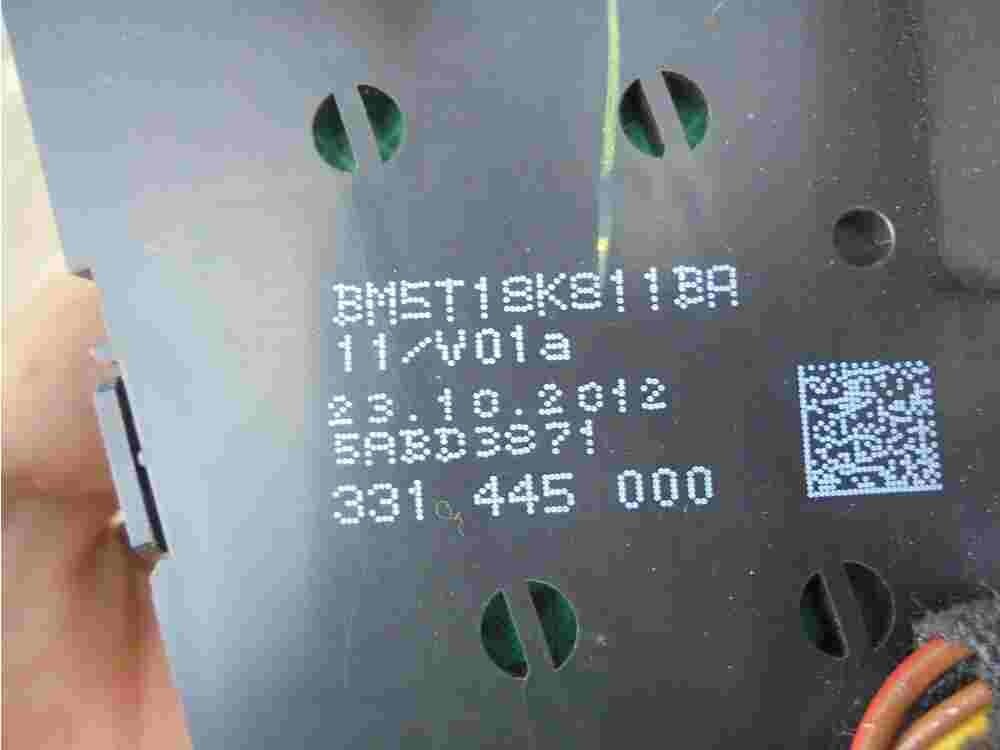 BM5T18K811BA
11/V01a
23.10.2012
5ABD3871
331 445 000